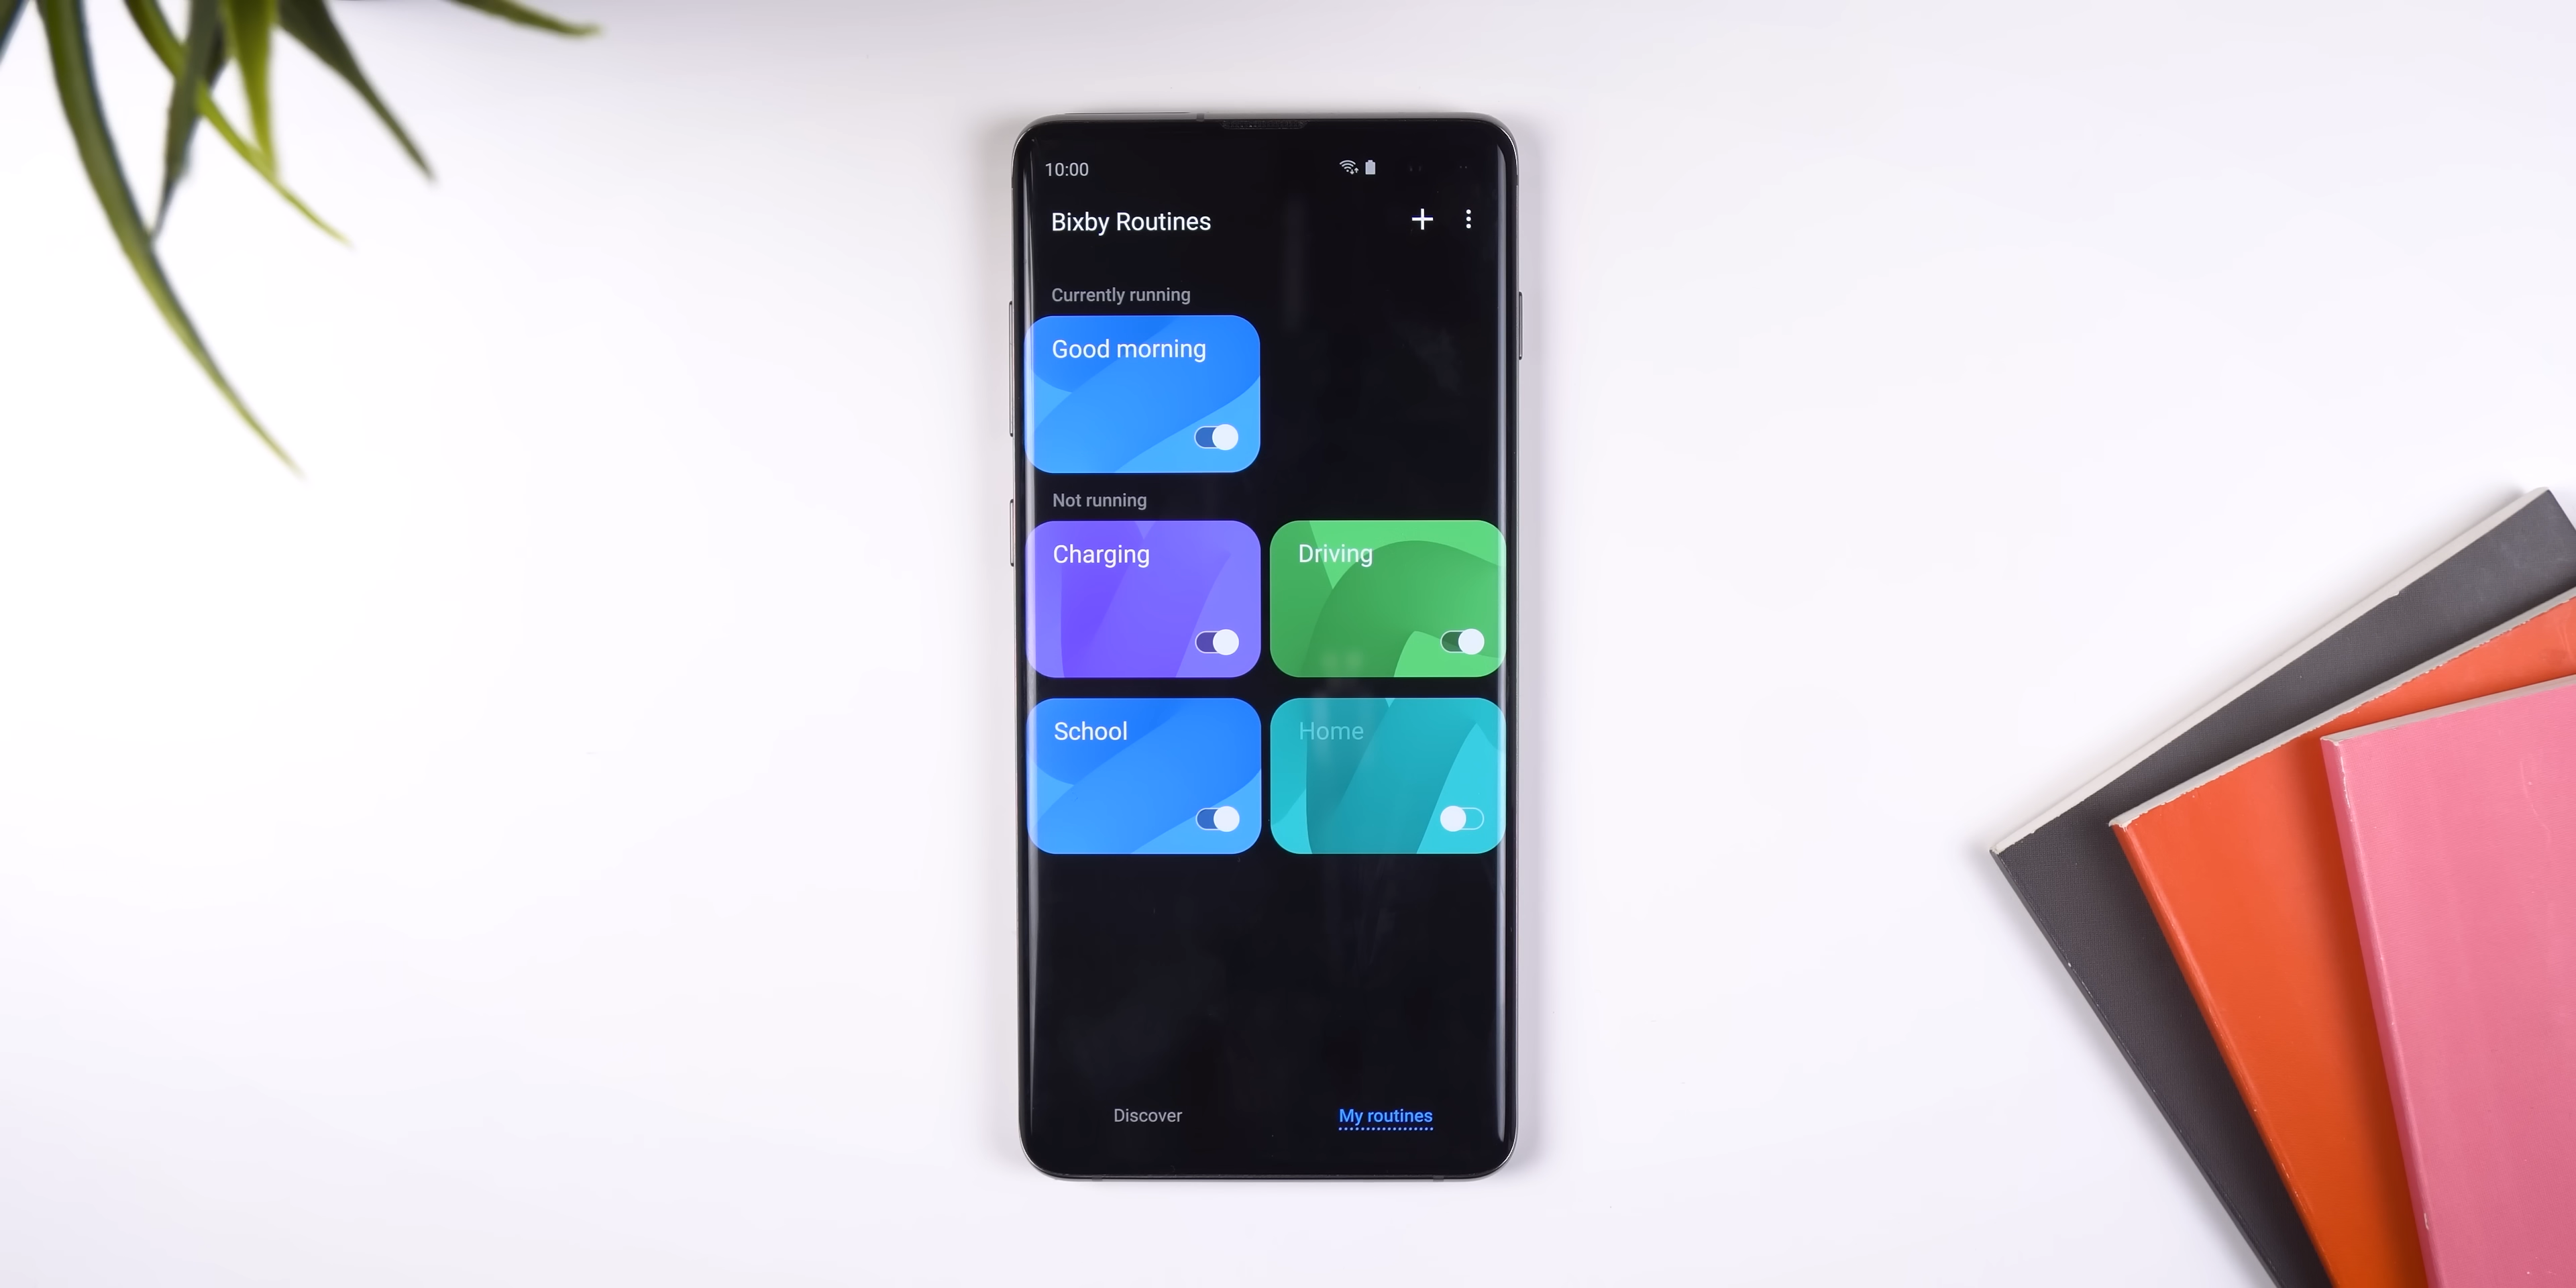 10:00
Bixby Routines
Currently running
Good morning
Not running
Charging
Driving
School
Home
Discover
My routines